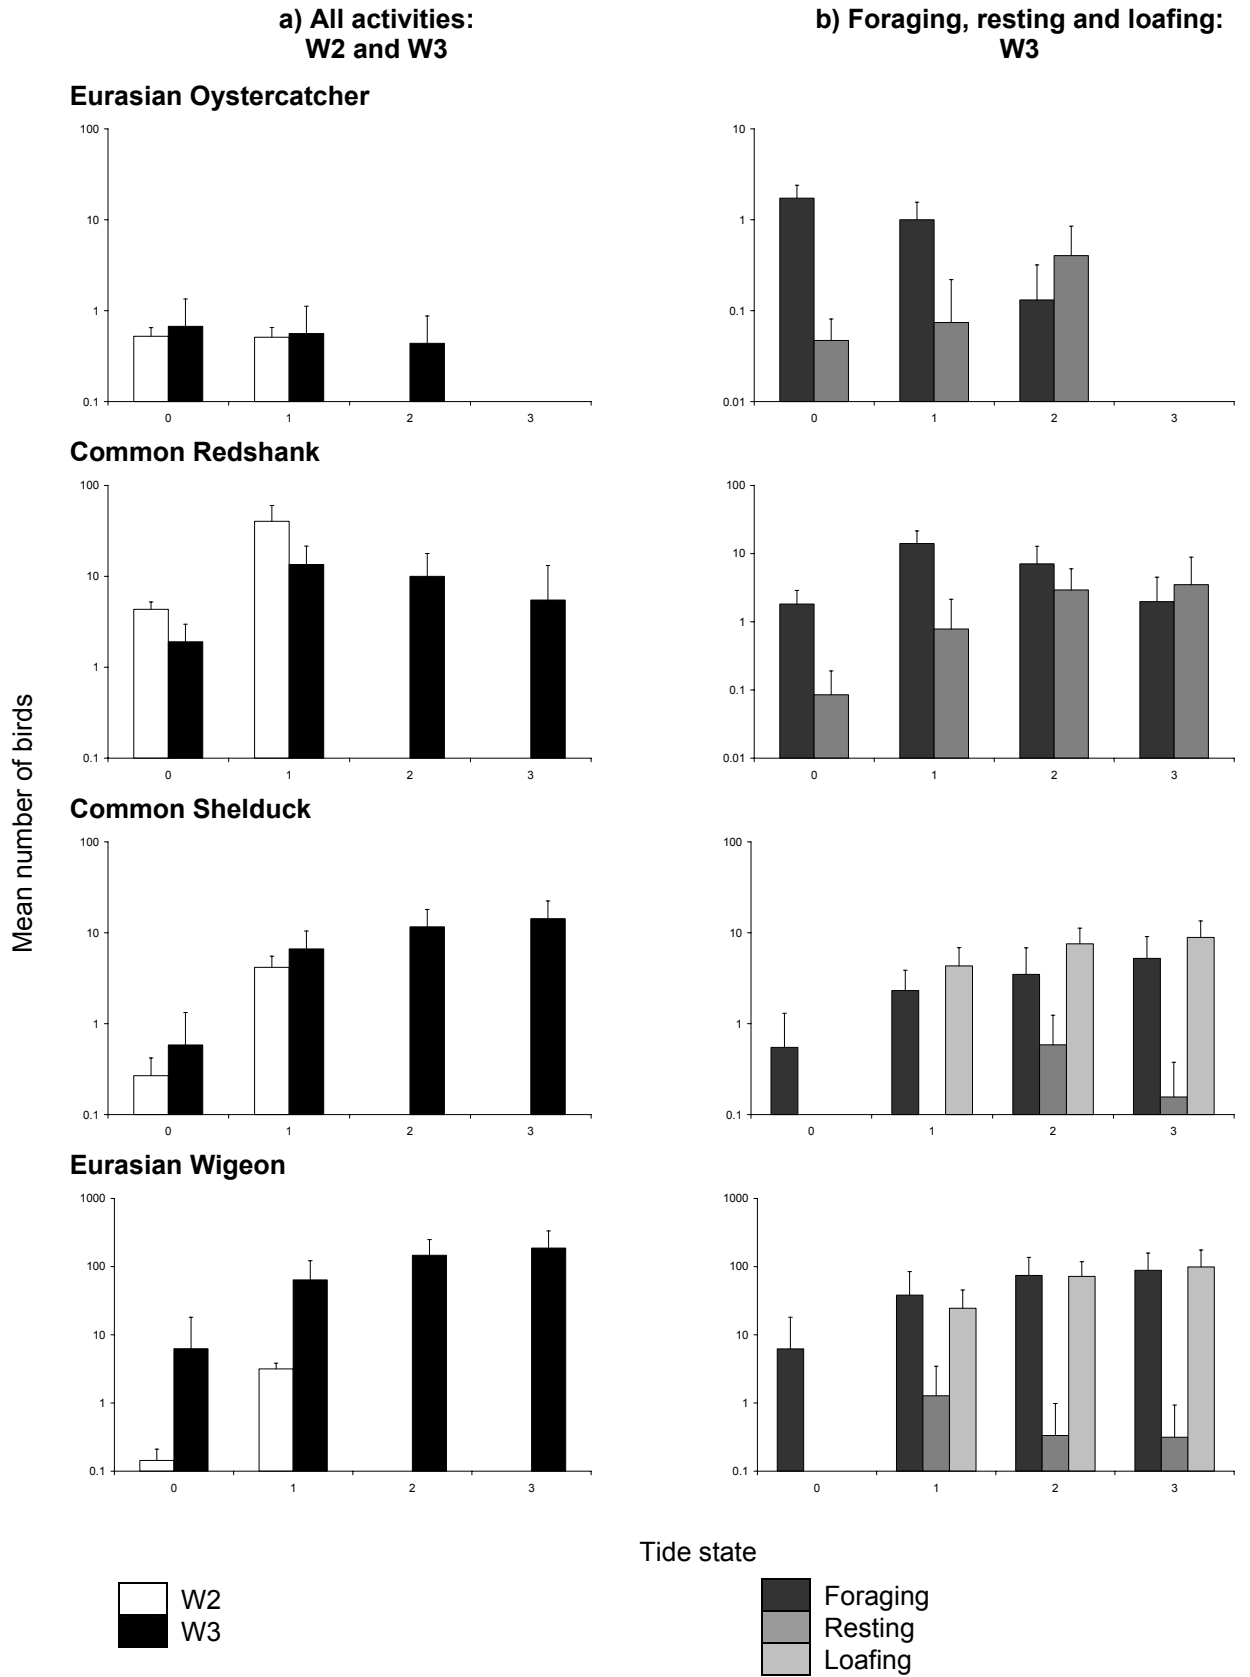 a) All activities:
W2 and W3
b) Foraging, resting and loafing:
W3
Eurasian Oystercatcher
100
10
1
0.1
0 1 2 3
10
1
0.1
0.01
0 1 2 3
Common Redshank
100
10
1
0.1
0 1 2 3
100
10
1
0.1
0.01
0 1 2 3
Common Shelduck
100
10
1
0.1
0 1 2 3
100
10
1
0.1
0 1 2 3
Eurasian Wigeon
1000
100
10
1
0.1
0 1 2 3
1000
100
10
1
0.1
0 1 2 3
Mean number of birds
Tide state
W2
W3
Foraging
Resting
Loafing